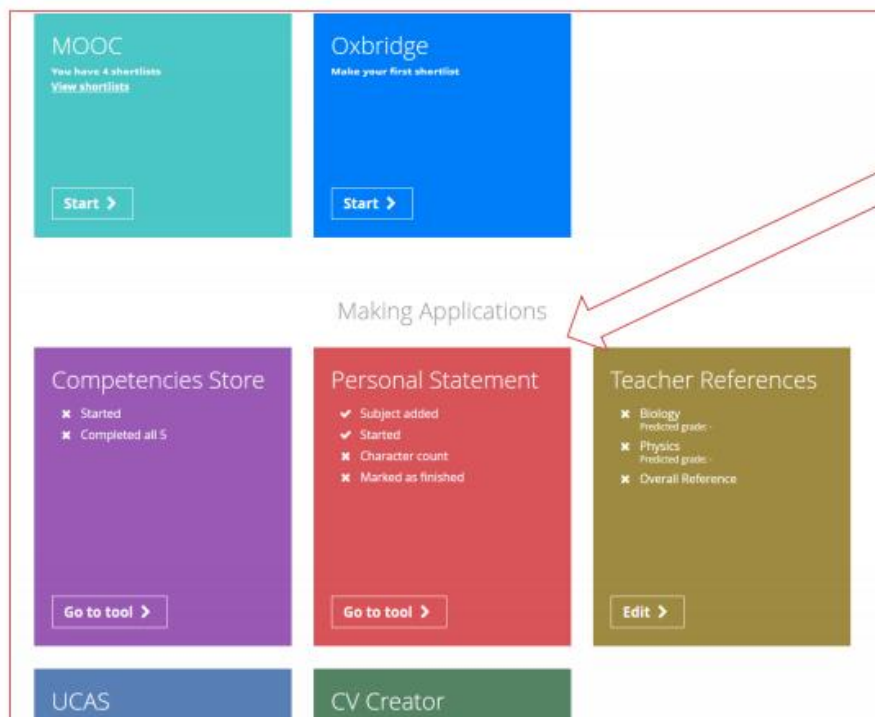 MOOC
You have 4 shortlists
View shortlists
Start
Oxbridge
Make your first shortlist
Start
Making Applications
Competencies Store
Started
Completed all 5
Go to tool
Personal Statement
Subject added
Started
Character count
Marked as finished
Go to tool
Teacher References
Biology
Predicted grade: -
Physics
Predicted grade: -
Overall Reference
Edit
UCAS
CV Creator